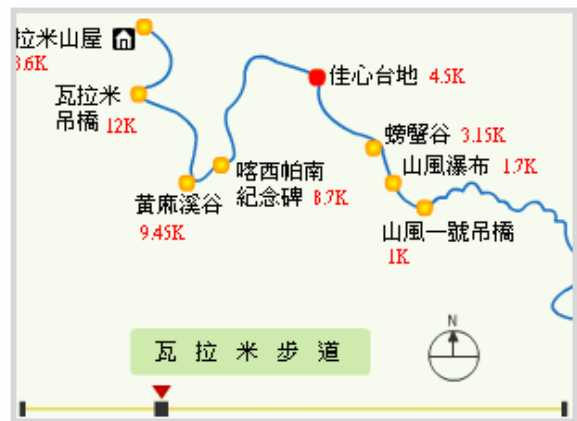 拉米山屋
3.6K
瓦拉米
吊橋 12K
佳心台地 4.5K
螃蟹谷 3.15K
山風瀑布 1.7K
喀西帕南
紀念碑 8.7K
黃麻溪谷
9.45K
山風一號吊橋
1K
N
瓦拉米步道